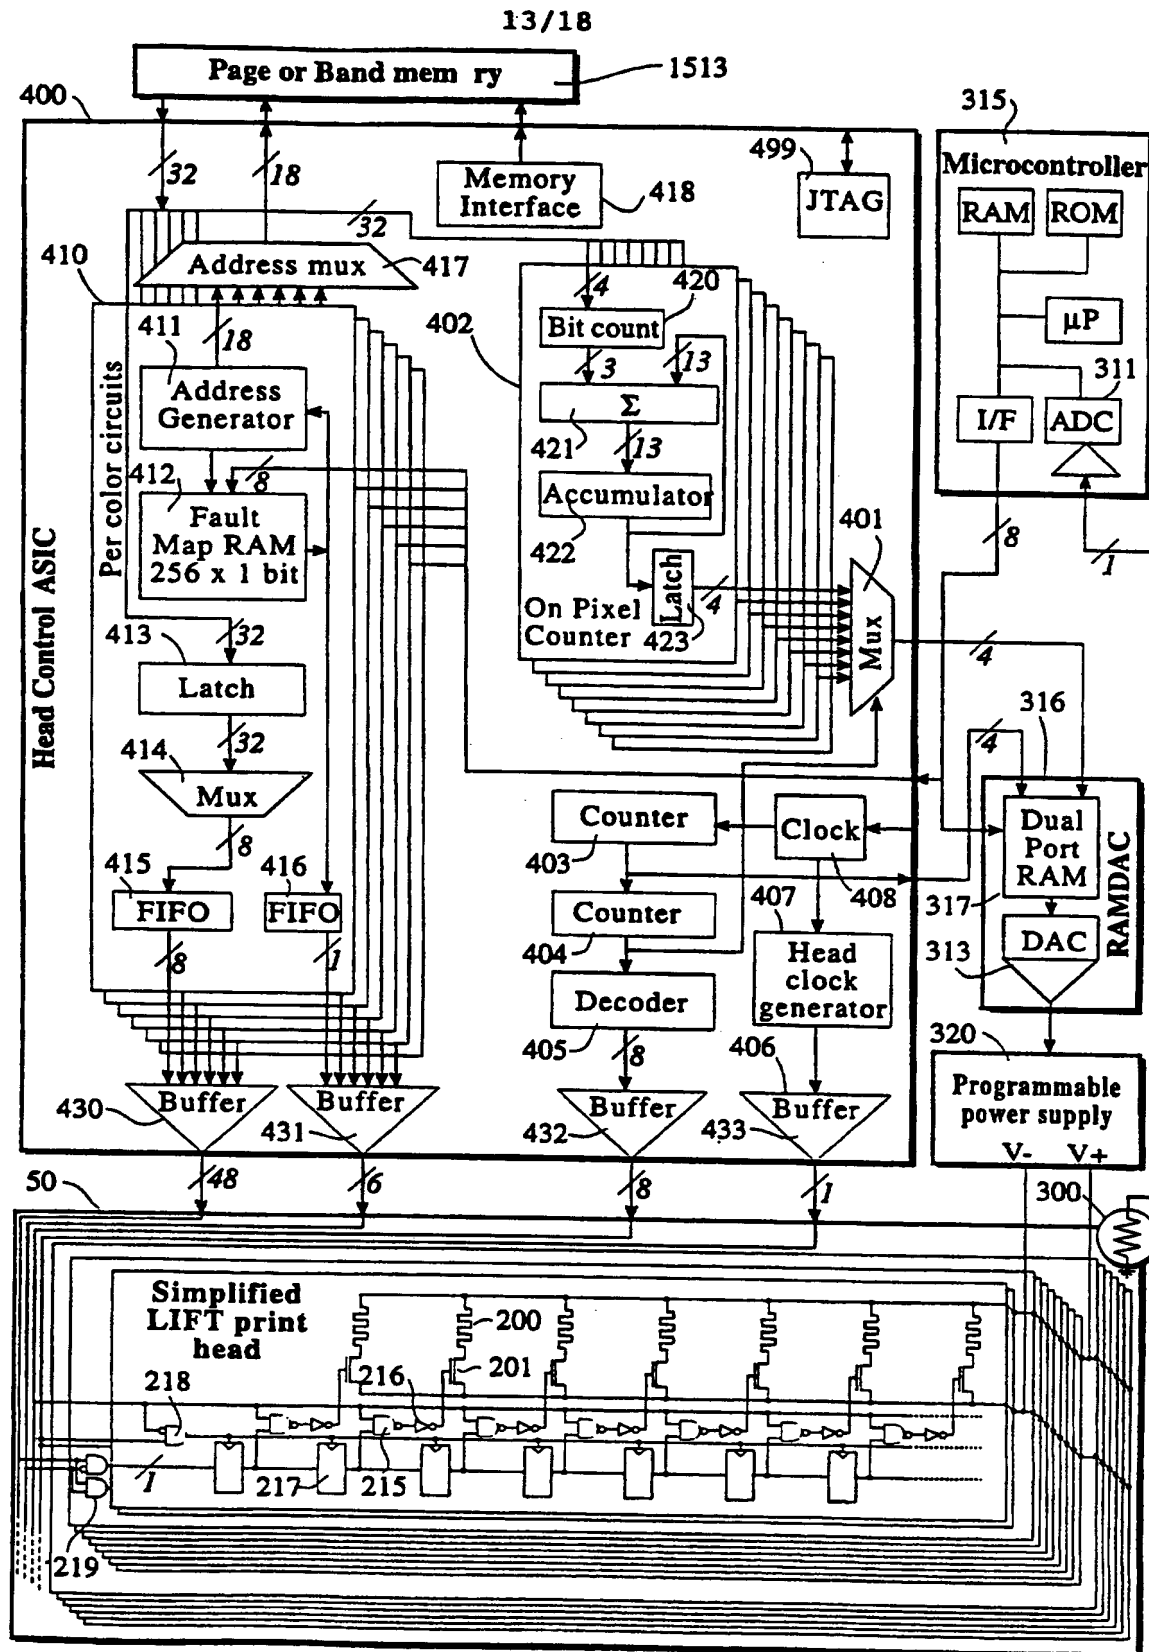 13/18
Page or Band mem ry
1513
400
315
32
18
499
Microcontroller
Memory
Interface
418
JTAG
RAM
ROM
32
410
Address mux
417
4
420
µP
411
18
402
Bit count
3
13
311
Per color circuits
Address
Generator
Σ
I/F
ADC
421
13
412
8
Accumulator
Fault
Map RAM
256 x 1 bit
422
401
8
1
Head Control ASIC
Latch
4
On Pixel
Counter
423
Mux
4
413
32
Latch
316
32
4
414
Mux
Counter
Clock
Dual
Port
RAM
RAMDAC
8
403
415
416
407
408
317
FIFO
FIFO
Counter
DAC
404
8
1
Head
clock
generator
313
Decoder
405
8
406
320
Programmable
power supply
Buffer
Buffer
Buffer
Buffer
430
431
432
433
V-
V+
48
6
8
1
50
300
Simplified
LIFT print
head
200
201
216
218
1
217
215
219